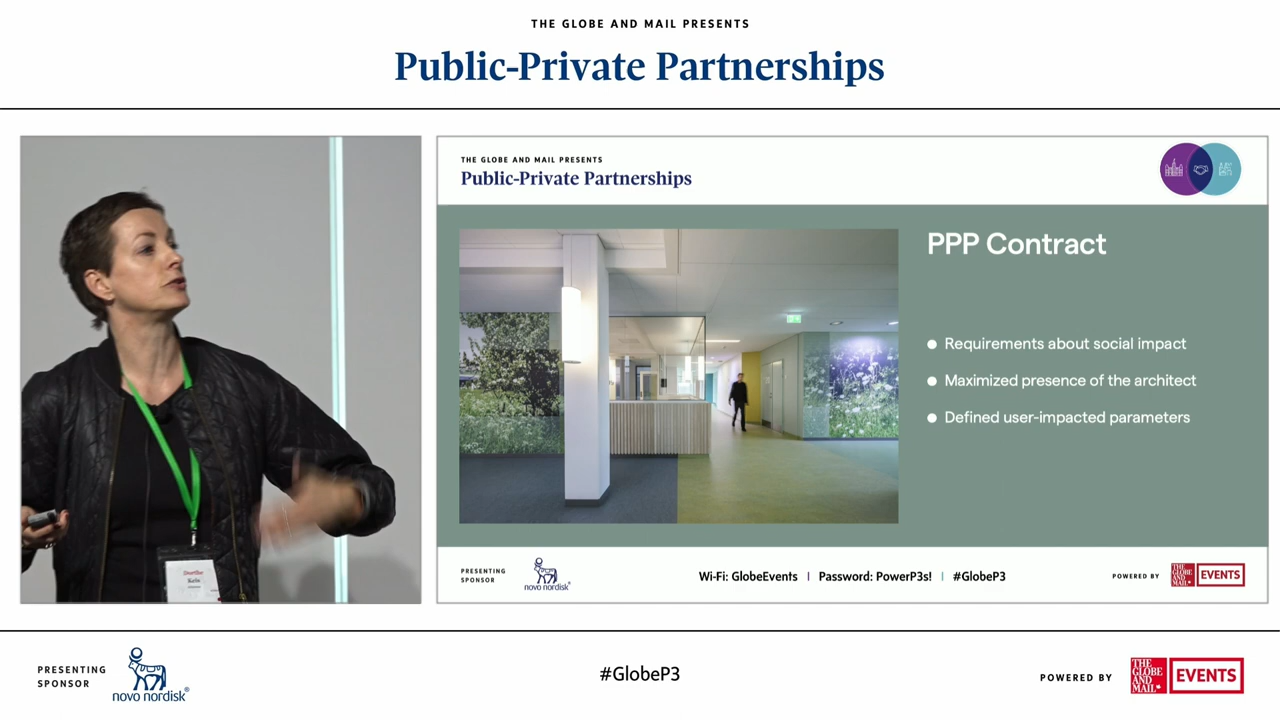 THE GLOBE AND MAIL PRESENTS
Public-Private Partnerships
THE GLOBE AND MAIL PRESENTS
Public-Private Partnerships
PPP Contract
Requirements about social impact
Maximized presence of the architect
Defined user-impacted parameters
PRESENTING
SPONSOR
novo nordisk®
Wi-Fi: GlobeEvents | Password: PowerP3s! | #GlobeP3
POWERED BY
THE
GLOBE
AND
MAIL
EVENTS
PRESENTING
SPONSOR
novo nordisk®
#GlobeP3
POWERED BY
THE
GLOBE
AND
MAIL
EVENTS